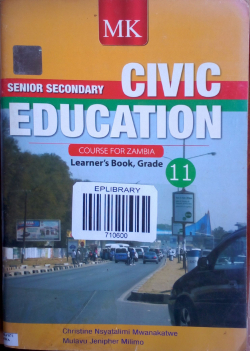 MK
SENIOR SECONDARY
CIVIC
EDUCATION
COURSE FOR ZAMBIA
Learner's Book, Grade
11
EPLIBRARY
710600
Christine Noyatalimi Mwanakatwe
Mulavu Jenipher Milimo